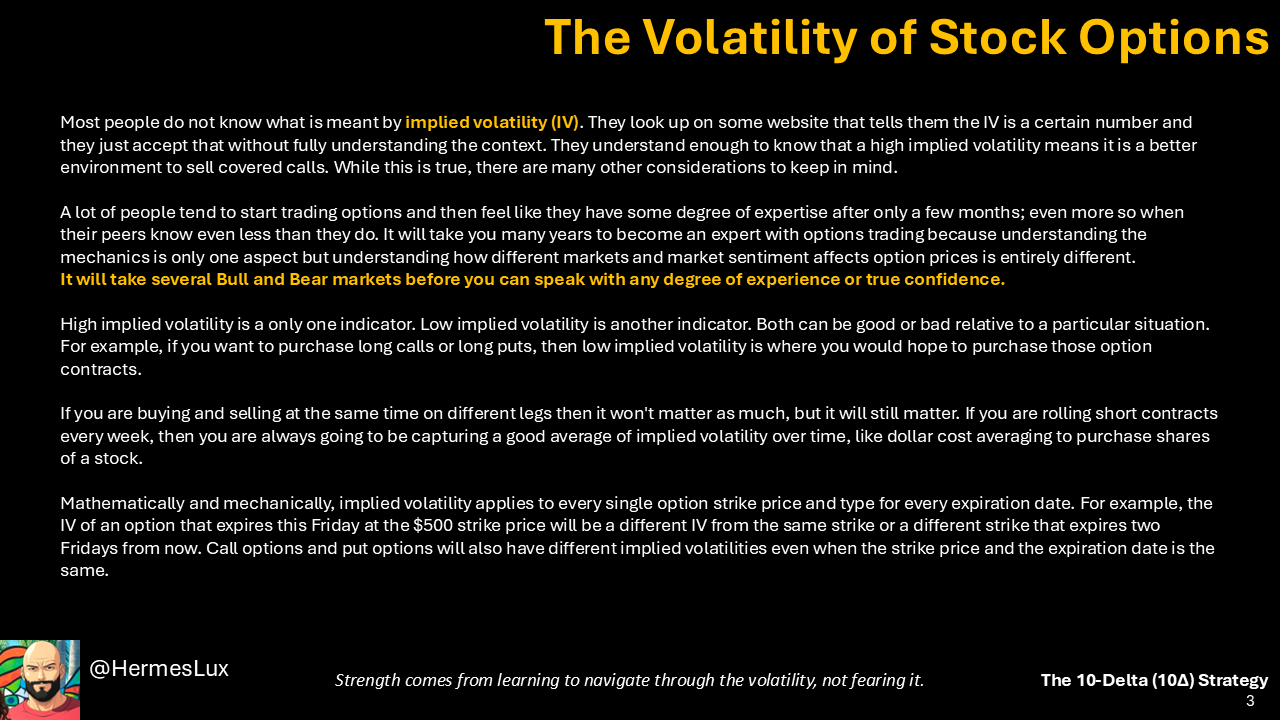 The Volatility of Stock Options
Most people do not know what is meant by implied volatility (IV). They look up on some website that tells them the IV is a certain number and
they just accept that without fully understanding the context. They understand enough to know that a high implied volatility means it is a better
environment to sell covered calls. While this is true, there are many other considerations to keep in mind.
A lot of people tend to start trading options and then feel like they have some degree of expertise after only a few months; even more so when
their peers know even less than they do. It will take you many years to become an expert with options trading because understanding the
mechanics is only one aspect but understanding how different markets and market sentiment affects option prices is entirely different.
It will take several Bull and Bear markets before you can speak with any degree of experience or true confidence.
High implied volatility is a only one indicator. Low implied volatility is another indicator. Both can be good or bad relative to a particular situation.
For example, if you want to purchase long calls or long puts, then low implied volatility is where you would hope to purchase those option
contracts.
If you are buying and selling at the same time on different legs then it won't matter as much, but it will still matter. If you are rolling short contracts
every week, then you are always going to be capturing a good average of implied volatility over time, like dollar cost averaging to purchase shares
of a stock.
Mathematically and mechanically, implied volatility applies to every single option strike price and type for every expiration date. For example, the
IV of an option that expires this Friday at the $500 strike price will be a different IV from the same strike or a different strike that expires two
Fridays from now. Call options and put options will also have different implied volatilities even when the strike price and the expiration date is the
same.
@HermesLux
Strength comes from learning to navigate through the volatility, not fearing it.
The 10-Delta (10Δ) Strategy
3